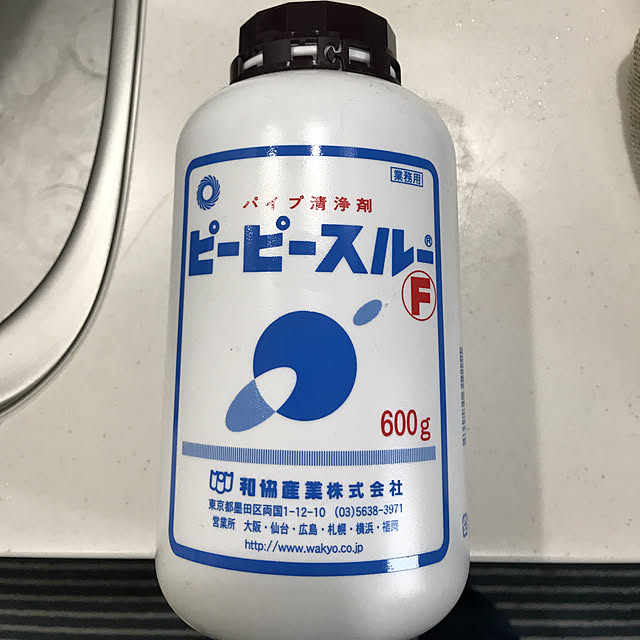 業務用
パイプ清浄剤
ピーピースルー®
F
600g
和協産業株式会社
東京都墨田区両国1-12-10 (03)5638-3971
営業所 大阪・仙台・広島・札幌・横浜・福岡
http://www.wakyo.co.jp